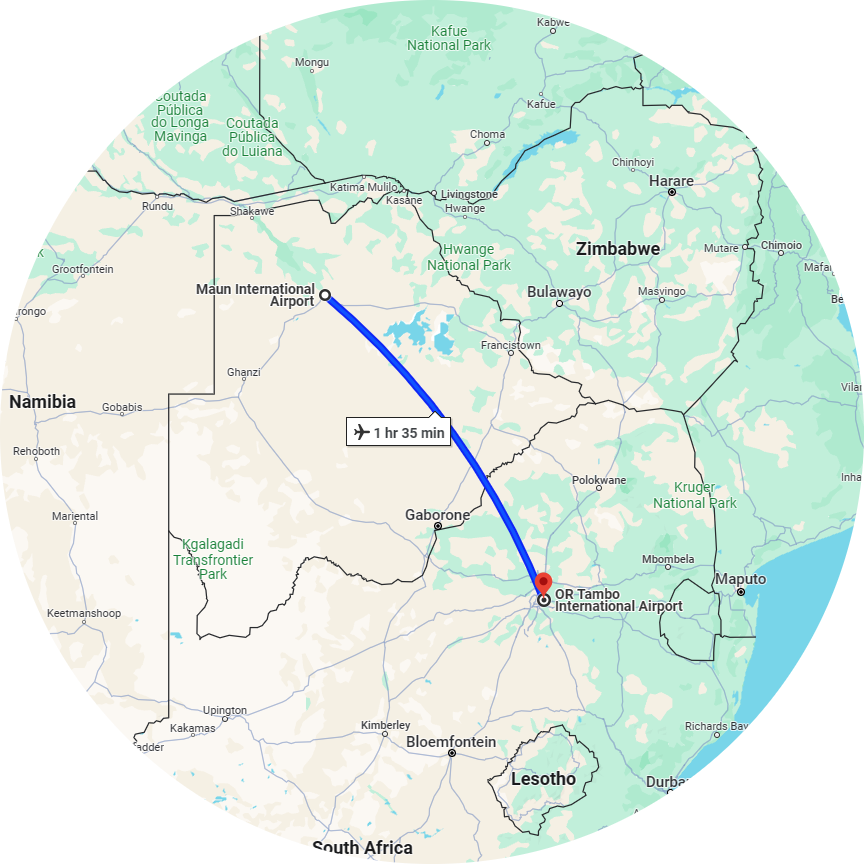 Kabwe
Kafue
National Park
Mongu
Coutada
Pública
do Longa
Mavinga
Kafue
Coutada
Pública
do Luiana
Choma
Chinhoyi
Harare
Katima Mulilo
Livingstone
Kasane
Hwange
Rundu
Shakawe
Zimbabwe
Mutare
Chimoio
Hwange
National Park
k
Grootfontein
Mafa
Maun International
Airport
Bulawayo
Masvingo
Be
rongo
Francistown
Ghanzi
Vilar
Namibia
Gobabis
1 hr 35 min
Rehoboth
Polokwane
Inha
Kruger
National Park
Mariental
Gaborone
Kgalagadi
Transfrontier
Park
Mbombela
Maputo
OR Tambo
International Airport
Keetmanshoop
Upington
Kakamas
Kimberley
Richards Bay
adder
Bloemfontein
Lesotho
Durba
South Africa